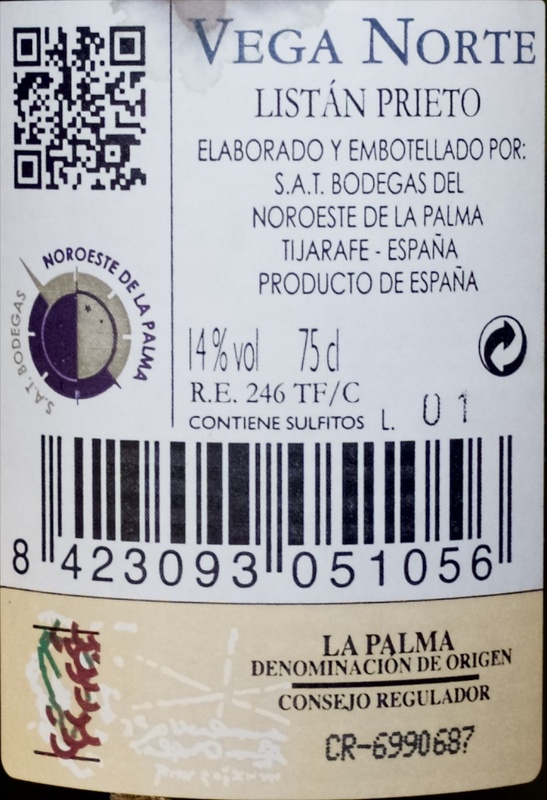 VEGA NORTE
LISTÁN PRIETO
ELABORADO Y EMBOTELLADO POR:
S.A.T. BODEGAS DEL
NOROESTE DE LA PALMA
TIJARAFE - ESPAÑA
PRODUCTO DE ESPAÑA
S.A.T. BODEGAS
NOROESTE DE LA PALMA
14 % vol 75 cl
R.E. 246 TF/C
CONTIENE SULFITOS L. 01
8 423093 051056
LA PALMA
DENOMINACIÓN DE ORIGEN
CONSEJO REGULADOR
CR-6990687